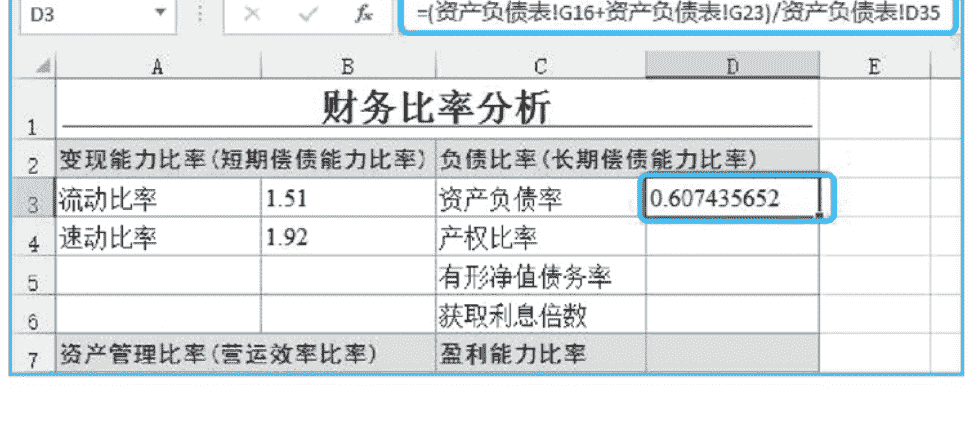 D3 fx =(资产负债表!G16+资产负债表!G23)/资产负债表!D35
A B C D E
1 财务比率分析
2 变现能力比率(短期偿债能力比率) 负债比率(长期偿债能力比率)
3 流动比率 1.51 资产负债率 0.607435652
4 速动比率 1.92 产权比率
5 有形净值债务率
6 获取利息倍数
7 资产管理比率(营运效率比率) 盈利能力比率